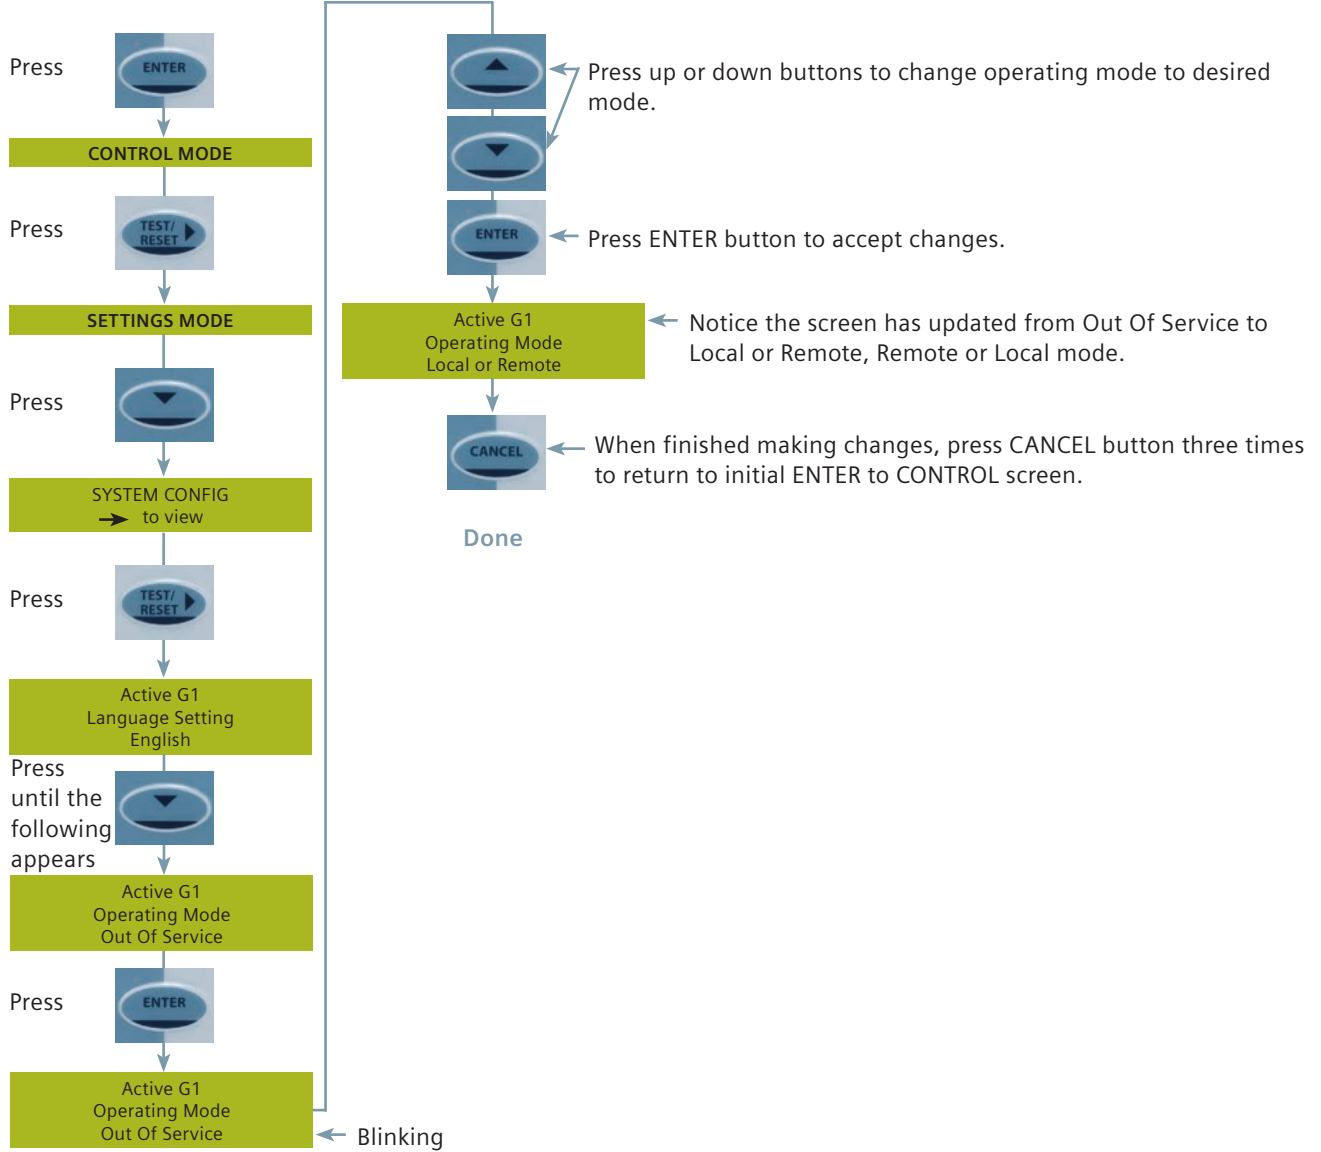 Press
ENTER
CONTROL MODE
Press
TEST/
RESET
SETTINGS MODE
Press
SYSTEM CONFIG
to view
Press
TEST/
RESET
Active G1
Language Setting
English
Press
until the
following
appears
Active G1
Operating Mode
Out Of Service
Press
ENTER
Active G1
Operating Mode
Out Of Service
Blinking
Press up or down buttons to change operating mode to desired
mode.
ENTER
Press ENTER button to accept changes.
Active G1
Operating Mode
Local or Remote
Notice the screen has updated from Out Of Service to
Local or Remote, Remote or Local mode.
CANCEL
When finished making changes, press CANCEL button three times
to return to initial ENTER to CONTROL screen.
Done